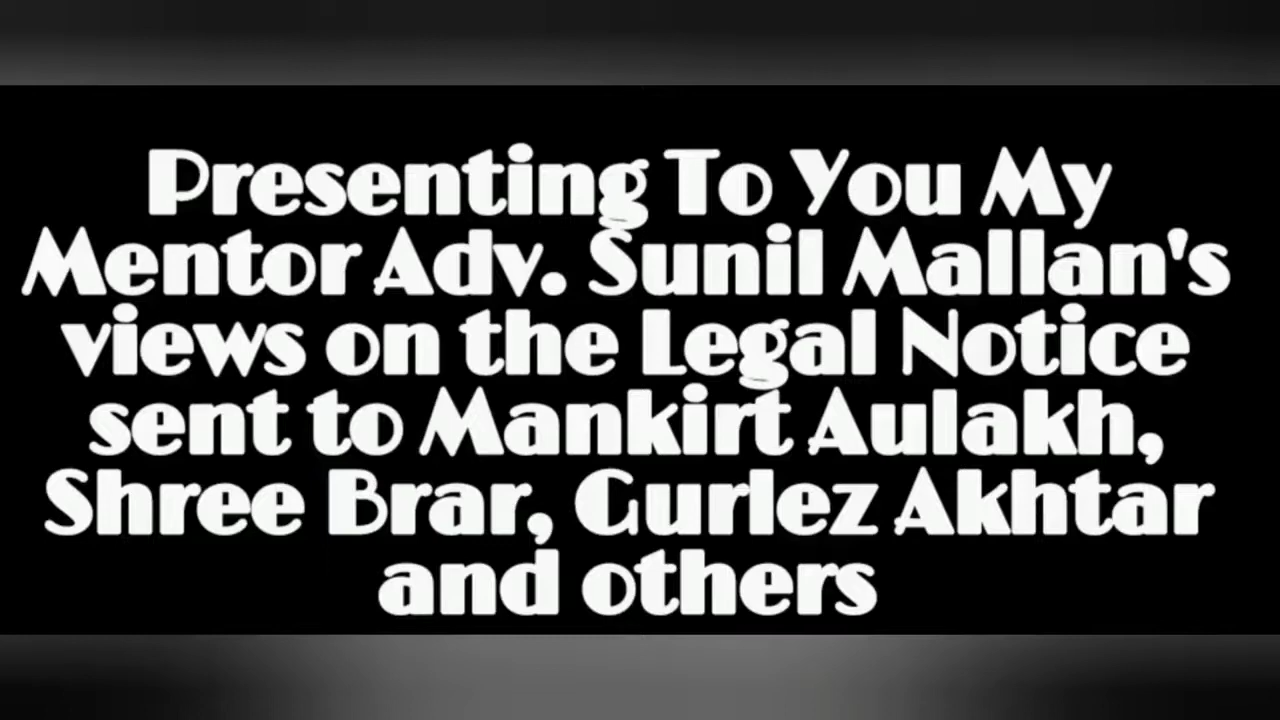 Presenting To You My
Mentor Adv. Sunil Mallan's
views on the Legal Notice
sent to Mankirt Aulakh,
Shree Brar, Gurlez Akhtar
and others